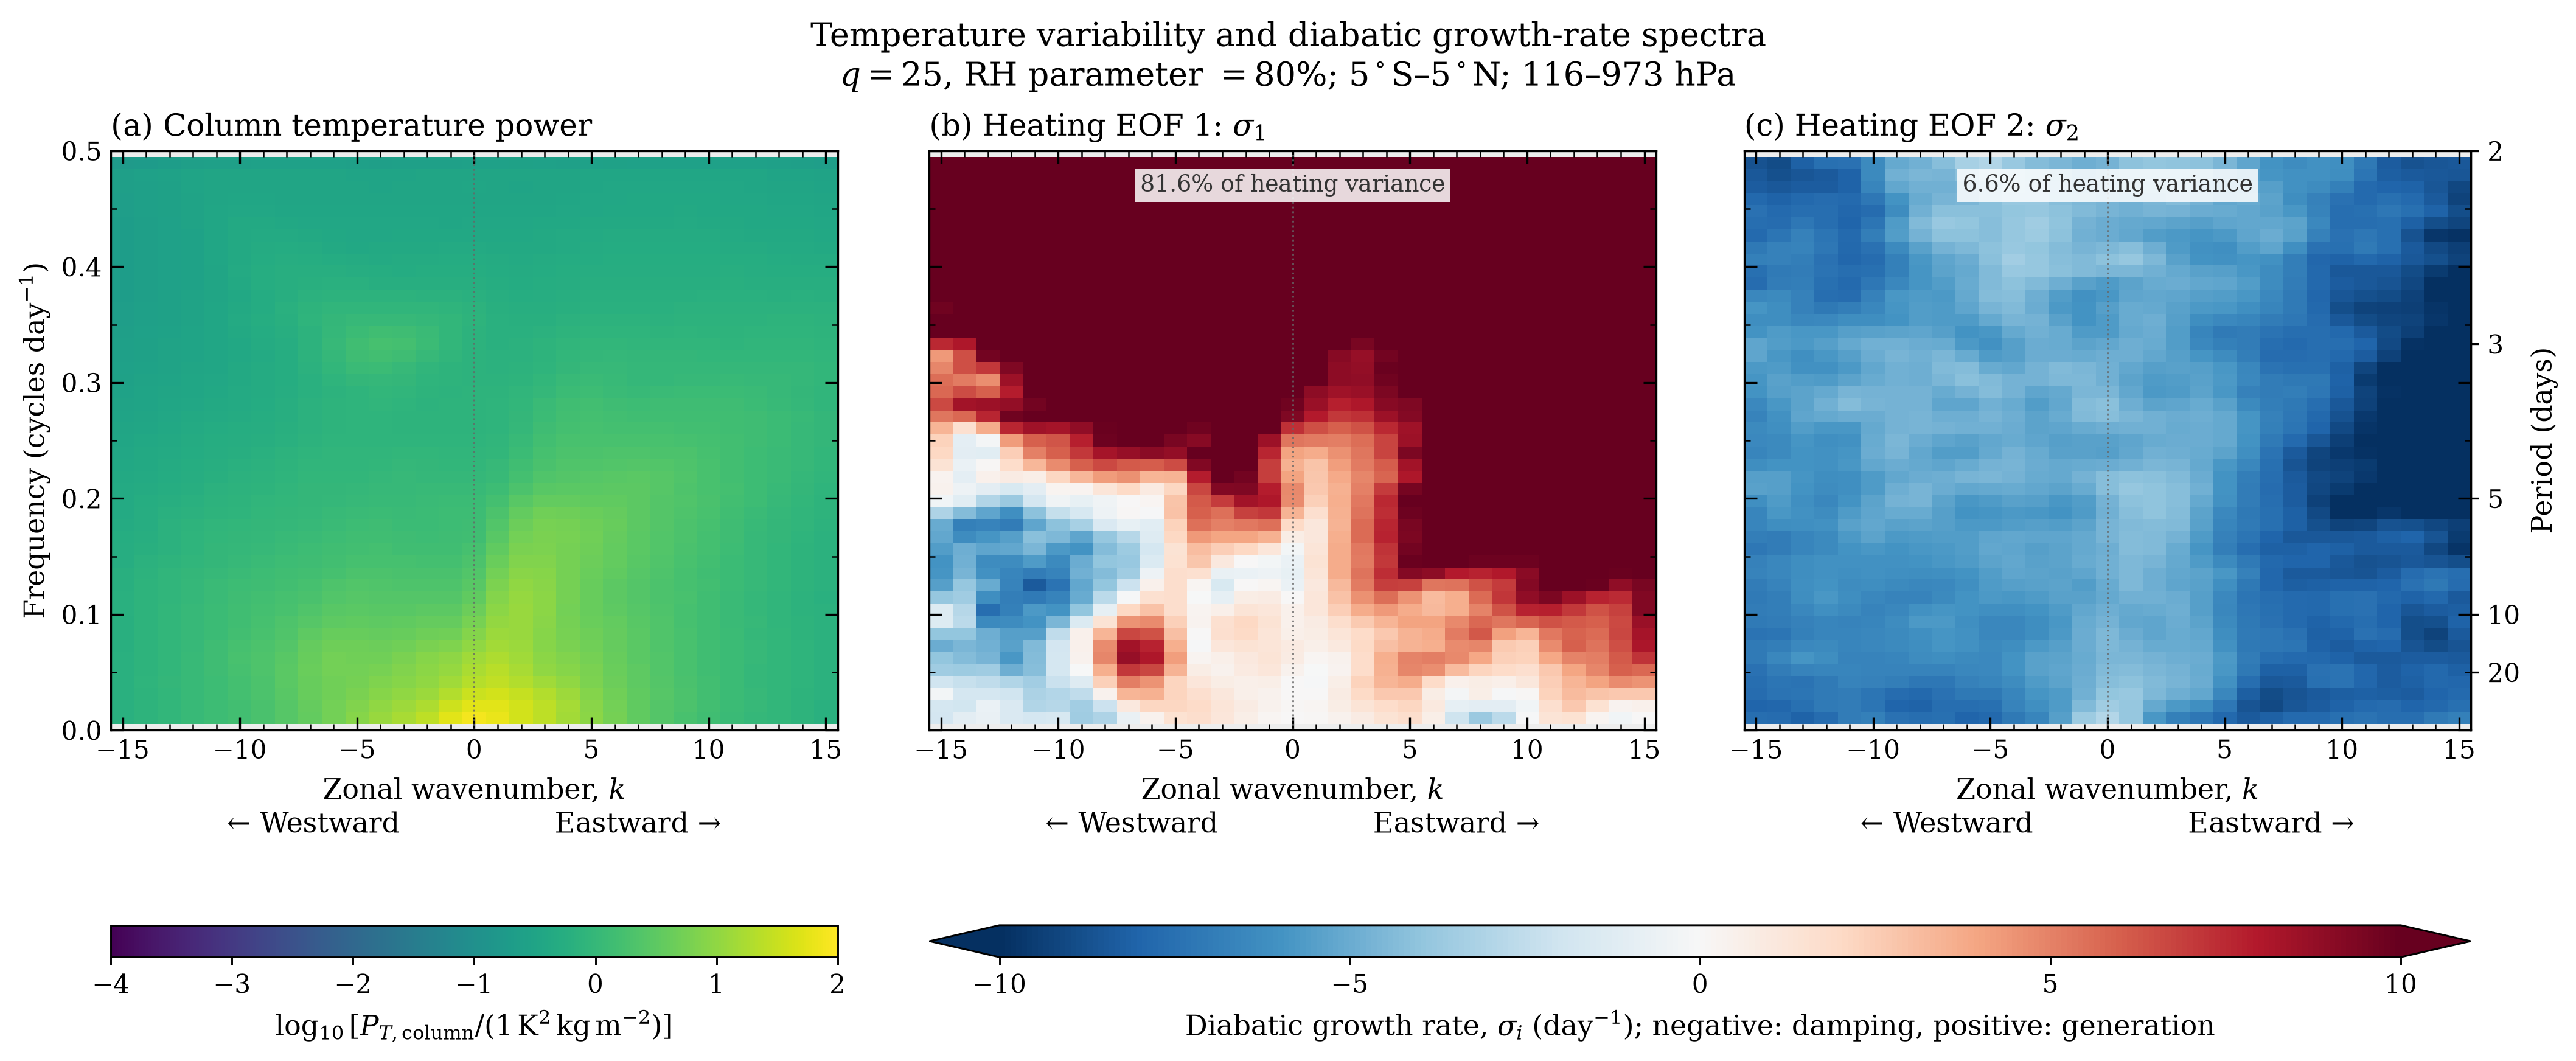 Temperature variability and diabatic growth-rate spectra
q = 25, RH parameter = 80%; 5°S–5°N; 116–973 hPa
(a) Column temperature power
(b) Heating EOF 1: σ₁
(c) Heating EOF 2: σ₂
81.6% of heating variance
6.6% of heating variance
Frequency (cycles day⁻¹)
0.5
0.4
0.3
0.2
0.1
0.0
2
3
5
10
20
Period (days)
−15 −10 −5 0 5 10 15
−15 −10 −5 0 5 10 15
−15 −10 −5 0 5 10 15
Zonal wavenumber, k
← Westward Eastward →
Zonal wavenumber, k
← Westward Eastward →
Zonal wavenumber, k
← Westward Eastward →
−4 −3 −2 −1 0 1 2
log₁₀ [P_T, column/(1 K² kg m⁻²)]
−10 −5 0 5 10
Diabatic growth rate, σᵢ (day⁻¹); negative: damping, positive: generation